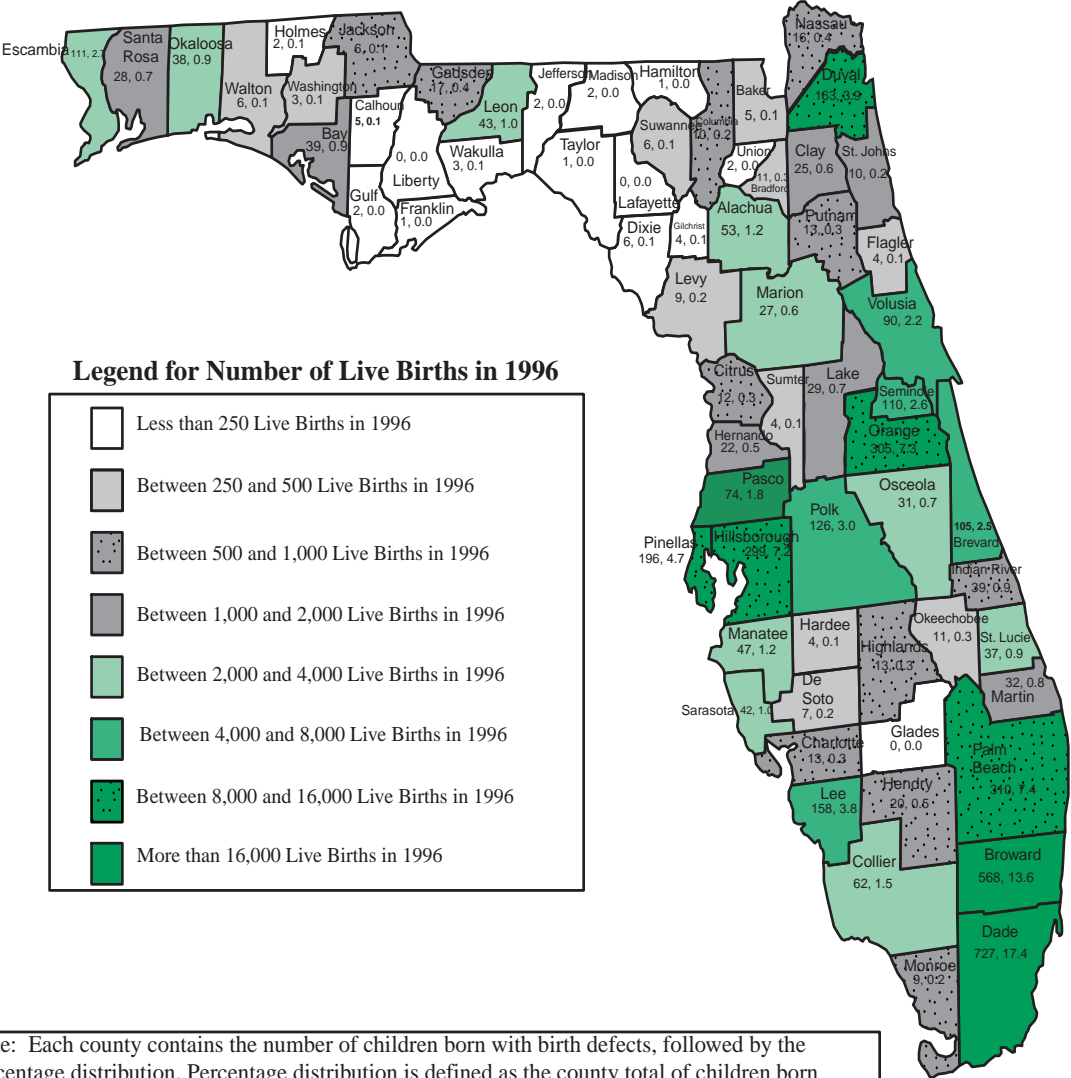 Escambia 111, 2.7
Santa
Rosa
28, 0.7
Okaloosa
38, 0.9
Walton
6, 0.1
Holmes
2, 0.1
Washington
3, 0.1
Jackson
6, 0.1
Bay
39, 0.9
Calhoun
5, 0.1
Gulf
2, 0.0
0, 0.0
Liberty
Franklin
1, 0.0
Gadsden
17, 0.4
Leon
43, 1.0
Wakulla
3, 0.1
Jefferson
2, 0.0
Madison
2, 0.0
Taylor
1, 0.0
Hamilton
1, 0.0
Suwannee
6, 0.1
0, 0.0
Lafayette
Dixie
6, 0.1
Columbia
10, 0.2
Gilchrist
4, 0.1
Baker
5, 0.1
Union
2, 0.0
11, 0.3
Bradford
Nassau
16, 0.4
Duval
163, 3.9
Clay
25, 0.6
St. Johns
10, 0.2
Alachua
53, 1.2
Putnam
13, 0.3
Flagler
4, 0.1
Levy
9, 0.2
Marion
27, 0.6
Volusia
90, 2.2
Citrus
12, 0.3
Sumter
4, 0.1
Lake
29, 0.7
Seminole
110, 2.6
Hernando
22, 0.5
Orange
305, 7.3
Pasco
74, 1.8
Osceola
31, 0.7
Polk
126, 3.0
105, 2.5
Brevard
Pinellas
196, 4.7
Hillsborough
299, 7.2
Indian River
39, 0.9
Manatee
47, 1.2
Hardee
4, 0.1
Highlands
13, 0.3
Okeechobee
11, 0.3
St. Lucie
37, 0.9
Sarasota 42, 1.0
De
Soto
7, 0.2
32, 0.8
Martin
Charlotte
13, 0.3
Glades
0, 0.0
Palm
Beach
310, 7.4
Lee
158, 3.8
Hendry
20, 0.5
Collier
62, 1.5
Broward
568, 13.6
Dade
727, 17.4
Monroe
9, 0.2
Legend for Number of Live Births in 1996
Less than 250 Live Births in 1996
Between 250 and 500 Live Births in 1996
Between 500 and 1,000 Live Births in 1996
Between 1,000 and 2,000 Live Births in 1996
Between 2,000 and 4,000 Live Births in 1996
Between 4,000 and 8,000 Live Births in 1996
Between 8,000 and 16,000 Live Births in 1996
More than 16,000 Live Births in 1996
e: Each county contains the number of children born with birth defects, followed by the
centage distribution. Percentage distribution is defined as the county total of children born